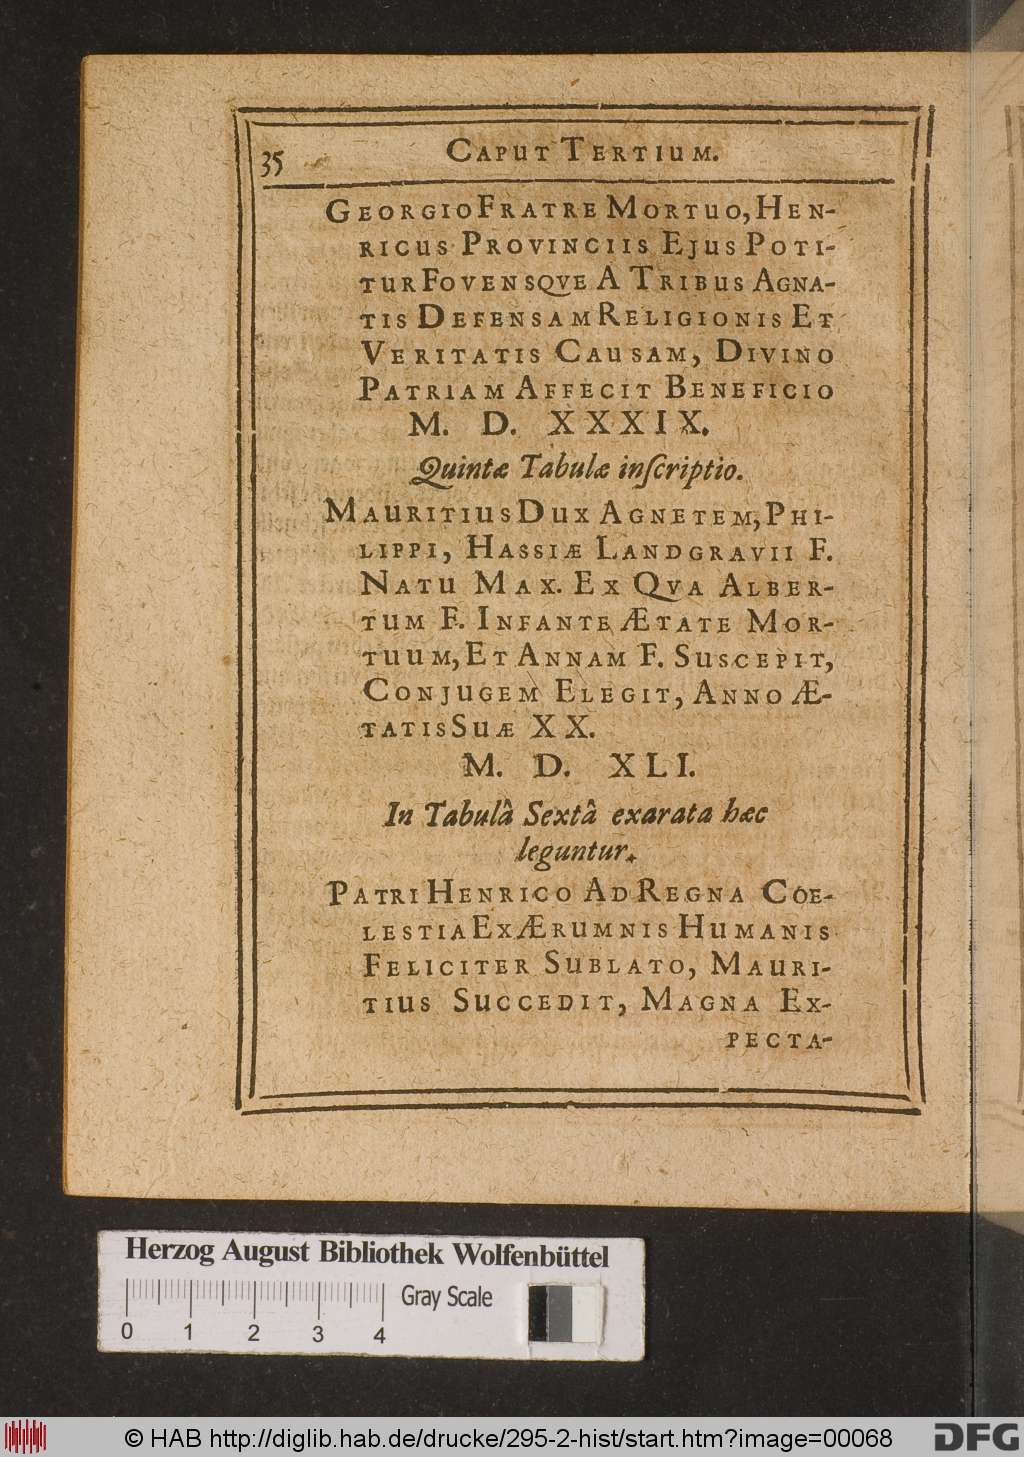 35
CAPUT TERTIUM.
GEORGIO FRATRE MORTUO, HEN-
RICUS PROVINCIIS EJUS POTI-
TUR FOVENSQVE A TRIBUS AGNA-
TIS DEFENSAM RELIGIONIS ET
VERITATIS CAUSAM, DIVINO
PATRIAM AFFECIT BENEFICIO
M. D. XXXIX.
Quintæ Tabulæ inſcriptio.
MAURITIUS DUX AGNETEM, PHI-
LIPPI, HASSIÆ LANDGRAVII F.
NATU MAX. EX QVA ALBER-
TUM F. INFANTE ÆTATE MOR-
TUUM, ET ANNAM F. SUSCEPIT,
CONJUGEM ELEGIT, ANNO Æ-
TATIS SUÆ XX.
M. D. XLI.
In Tabulâ Sextâ exarata hæc
leguntur.
PATRI HENRICO AD REGNA COE-
LESTIA EX ÆRUMNIS HUMANIS
FELICITER SUBLATO, MAURI-
TIUS SUCCEDIT, MAGNA EX-
PECTA-
Herzog August Bibliothek Wolfenbüttel
Gray Scale
0 1 2 3 4
© HAB http://diglib.hab.de/drucke/295-2-hist/start.htm?image=00068
DFG